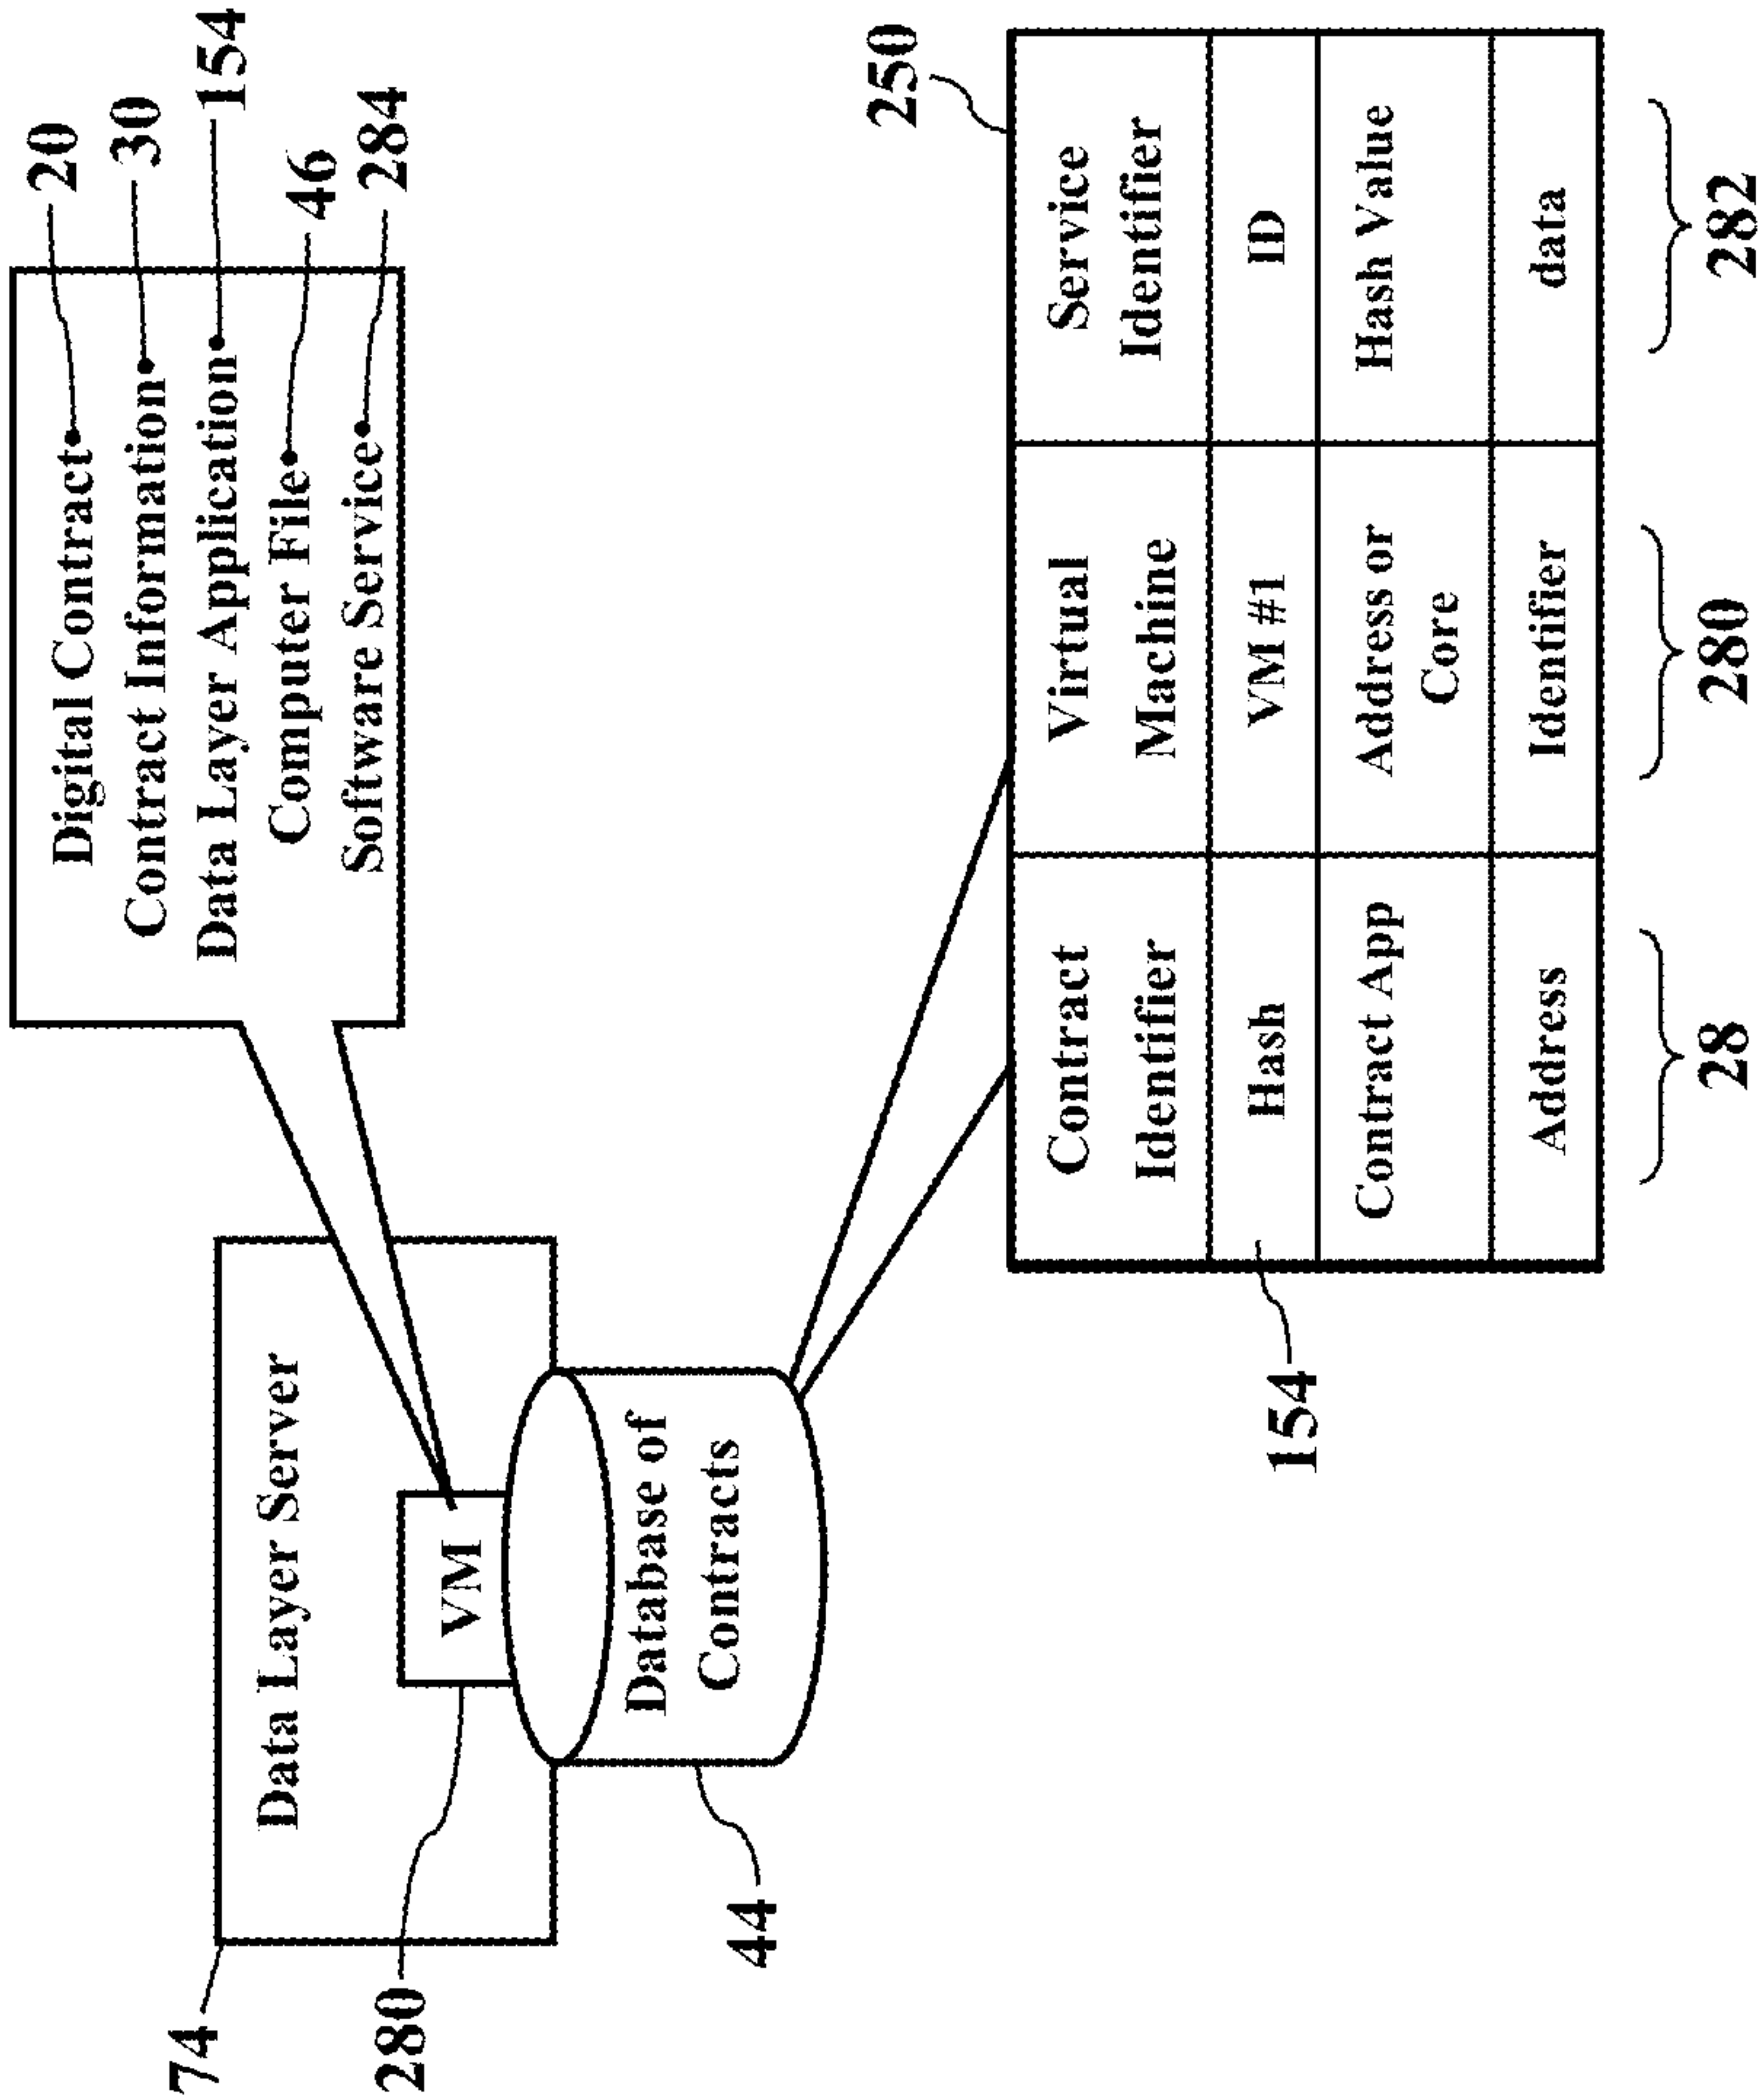 74
Data Layer Server
280
VM
Database of
Contracts
44
Digital Contract
20
Contract Information
30
Data Layer Application
154
Computer File
46
Software Service
284
250
Contract
Identifier
Virtual
Machine
Service
Identifier
Hash
VM #1
ID
Contract App
Address or
Core
Hash Value
Address
Identifier
data
154
28
280
282